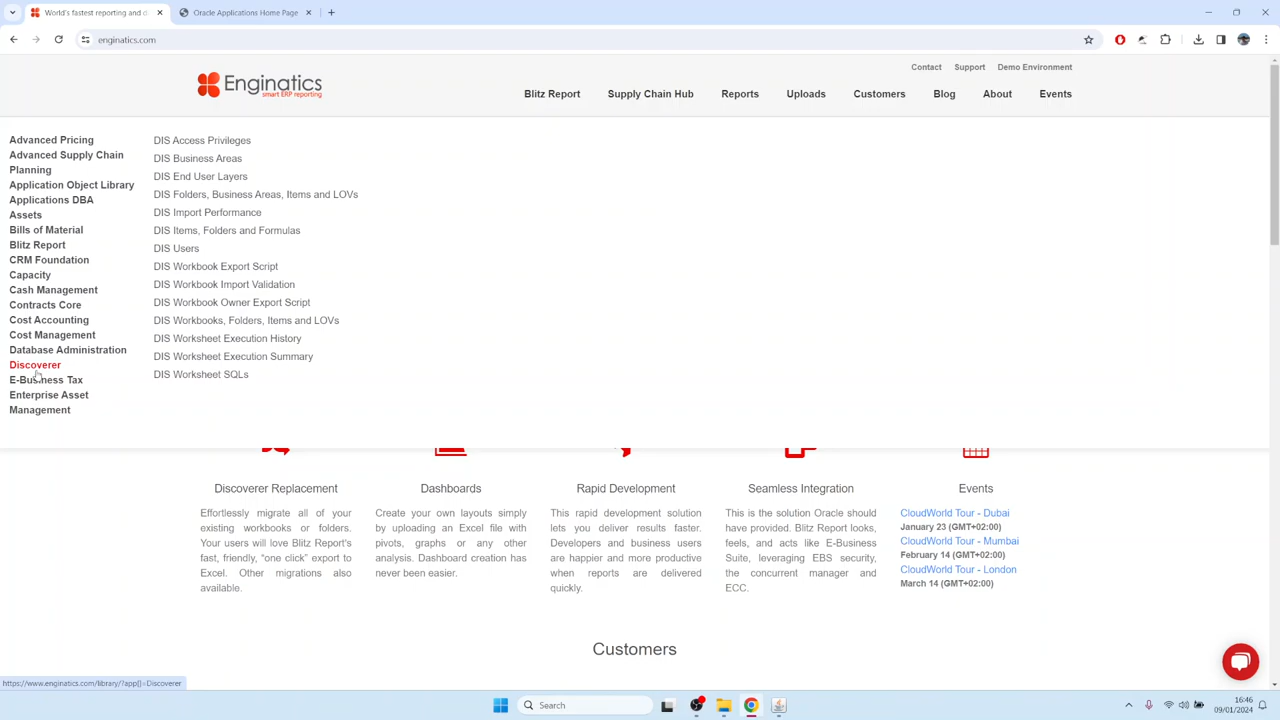 World's fastest reporting and d
Oracle Applications Home Page
enginatics.com
Contact
Support
Demo Environment
Enginatics
smart ERP reporting
Blitz Report
Supply Chain Hub
Reports
Uploads
Customers
Blog
About
Events
Advanced Pricing
Advanced Supply Chain
Planning
Application Object Library
Applications DBA
Assets
Bills of Material
Blitz Report
CRM Foundation
Capacity
Cash Management
Contracts Core
Cost Accounting
Cost Management
Database Administration
Discoverer
E-Business Tax
Enterprise Asset
Management
DIS Access Privileges
DIS Business Areas
DIS End User Layers
DIS Folders, Business Areas, Items and LOVs
DIS Import Performance
DIS Items, Folders and Formulas
DIS Users
DIS Workbook Export Script
DIS Workbook Import Validation
DIS Workbook Owner Export Script
DIS Workbooks, Folders, Items and LOVs
DIS Worksheet Execution History
DIS Worksheet Execution Summary
DIS Worksheet SQLs
Discoverer Replacement
Effortlessly migrate all of your
existing workbooks or folders.
Your users will love Blitz Report's
fast, friendly, "one click" export to
Excel. Other migrations also
available.
Dashboards
Create your own layouts simply
by uploading an Excel file with
pivots, graphs or any other
analysis. Dashboard creation has
never been easier.
Rapid Development
This rapid development solution
lets you deliver results faster.
Developers and business users
are happier and more productive
when reports are delivered
quickly.
Seamless Integration
This is the solution Oracle should
have provided. Blitz Report looks,
feels, and acts like E-Business
Suite, leveraging EBS security,
the concurrent manager and
ECC.
Events
CloudWorld Tour - Dubai
January 23 (GMT+02:00)
CloudWorld Tour - Mumbai
February 14 (GMT+02:00)
CloudWorld Tour - London
March 14 (GMT+02:00)
Customers
https://www.enginatics.com/library/?app[]=Discoverer
Search
16:46
09/01/2024